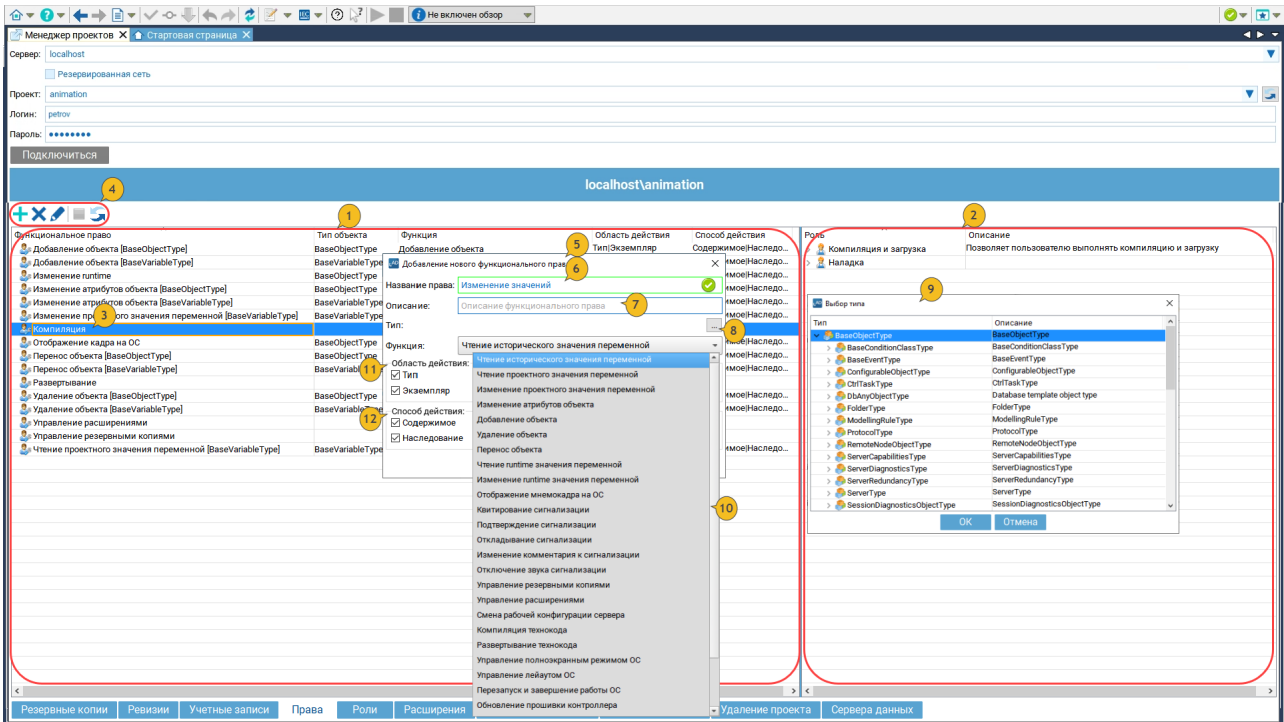 Не включен обзор
Менеджер проектов
Стартовая страница
Сервер: localhost
Резервированная сеть
Проект: animation
Логин: petrov
Пароль: ••••••••
Подключиться
localhost\animation
4
1
2
Функциональное право Тип объекта Функция Область действия Способ действия
Добавление объекта [BaseObjectType] BaseObjectType Добавление объекта Тип|Экземпляр Содержимое|Наследо...
Добавление объекта [BaseVariableType] BaseVariableType
Изменение runtime BaseObjectType
Изменение атрибутов объекта [BaseObjectType] BaseObjectType
Изменение атрибутов объекта [BaseVariableType] BaseVariableType
Изменение проектного значения переменной [BaseVariableType] BaseVariableType
3
Компиляция
Отображение кадра на ОС BaseObjectType
Перенос объекта [BaseObjectType] BaseObjectType
Перенос объекта [BaseVariableType] BaseVariableType
Развертывание
Удаление объекта [BaseObjectType] BaseObjectType
Удаление объекта [BaseVariableType] BaseVariableType
Управление расширениями
Управление резервными копиями
Чтение проектного значения переменной [BaseVariableType] BaseVariableType
5
Добавление нового функционального права
6
Название права: Изменение значений
Описание: Описание функционального права
7
Тип: ...
8
Функция: Чтение исторического значения переменной
11
Область действия:
Тип
Экземпляр
12
Способ действия:
Содержимое
Наследование
Чтение исторического значения переменной
Чтение проектного значения переменной
Изменение проектного значения переменной
Изменение атрибутов объекта
Добавление объекта
Удаление объекта
Перенос объекта
Чтение runtime значения переменной
Изменение runtime значения переменной
Отображение мнемокадра на ОС
Квитирование сигнализации
10
Подтверждение сигнализации
Откладывание сигнализации
Изменение комментария к сигнализации
Отключение звука сигнализации
Управление резервными копиями
Управление расширениями
Смена рабочей конфигурации сервера
Компиляция технокода
Развертывание технокода
Управление полноэкранным режимом ОС
Управление лейаутом ОС
Перезапуск и завершение работы ОС
Обновление прошивки контроллера
Роль Описание
Компиляция и загрузка Позволяет пользователю выполнять компиляцию и загрузку
Наладка
9
Выбор типа
Тип Описание
BaseObjectType BaseObjectType
BaseConditionClassType BaseConditionClassType
BaseEventType BaseEventType
ConfigurableObjectType ConfigurableObjectType
CtrlTaskType CtrlTaskType
DbAnyObjectType Database template object type
FolderType FolderType
ModellingRuleType ModellingRuleType
ProtocolType ProtocolType
RemoteNodeObjectType RemoteNodeObjectType
ServerCapabilitiesType ServerCapabilitiesType
ServerDiagnosticsType ServerDiagnosticsType
ServerRedundancyType ServerRedundancyType
ServerType ServerType
SessionDiagnosticsObjectType SessionDiagnosticsObjectType
ОК Отмена
Резервные копии Ревизии Учетные записи Права Роли Расширения Удаление проекта Сервера данных